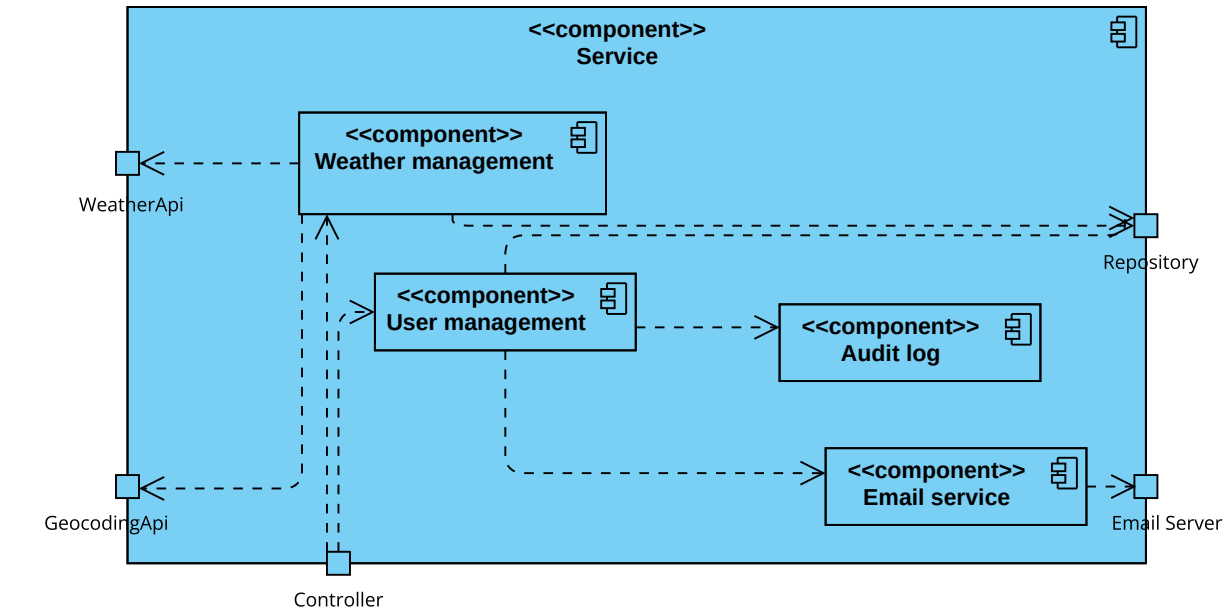 <<component>>
Service
<<component>>
Weather management
WeatherApi
Repository
<<component>>
User management
<<component>>
Audit log
<<component>>
Email service
GeocodingApi
Email Server
Controller